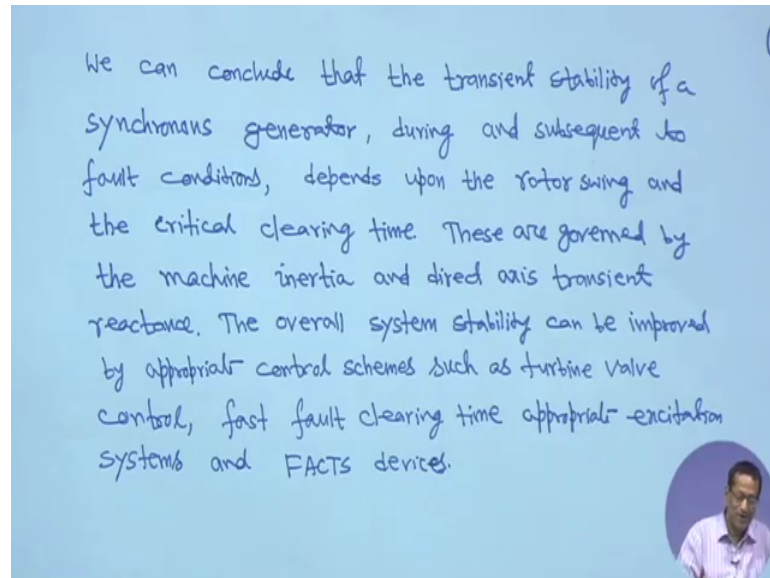 We can conclude that the transient stability of a
synchronous generator, during and subsequent to
fault conditions, depends upon the rotor swing and
the critical clearing time. These are governed by
the machine inertia and direct axis transient
reactance. The overall system stability can be improved
by appropriate control schemes such as turbine valve
control, fast fault clearing time appropriate excitation
systems and FACTS devices.